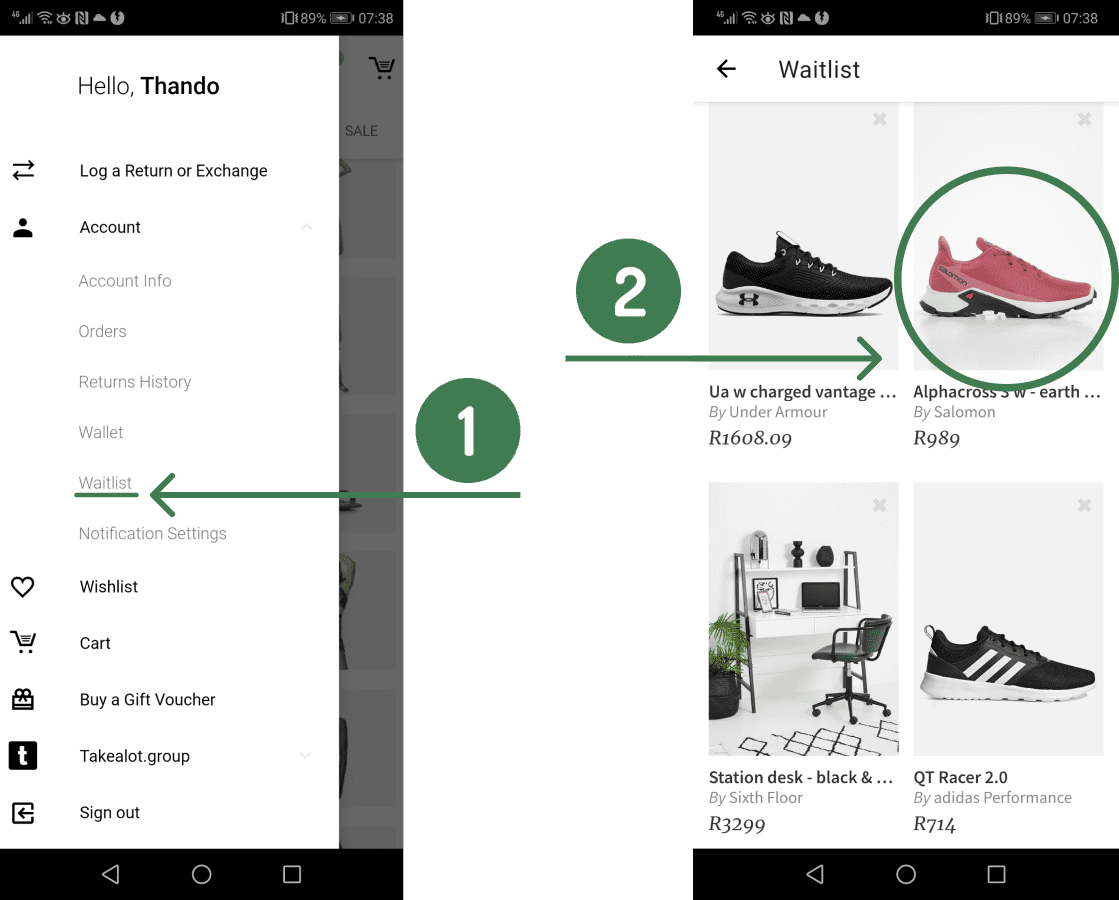 4G
89%
07:38
Hello, Thando
SALE
Log a Return or Exchange
Account
Account Info
Orders
Returns History
Wallet
Waitlist
Notification Settings
Wishlist
Cart
Buy a Gift Voucher
t
Takealot.group
Sign out
1
2
4G
89%
07:38
Waitlist
salomon
Ua w charged vantage ...
By Under Armour
R1608.09
Alphacross 3 w - earth ...
By Salomon
R989
Station desk - black & ...
By Sixth Floor
R3299
QT Racer 2.0
By adidas Performance
R714